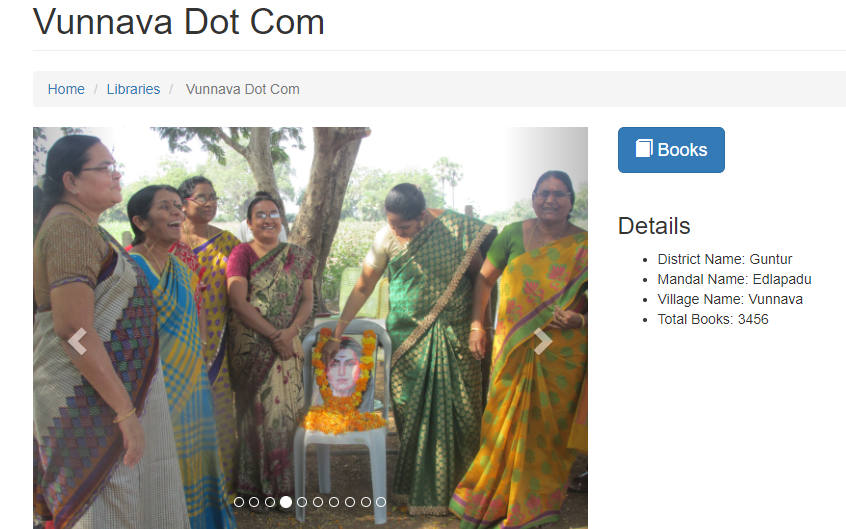 Vunnava Dot Com
Home / Libraries / Vunnava Dot Com
Books
Details
District Name: Guntur
Mandal Name: Edlapadu
Village Name: Vunnava
Total Books: 3456